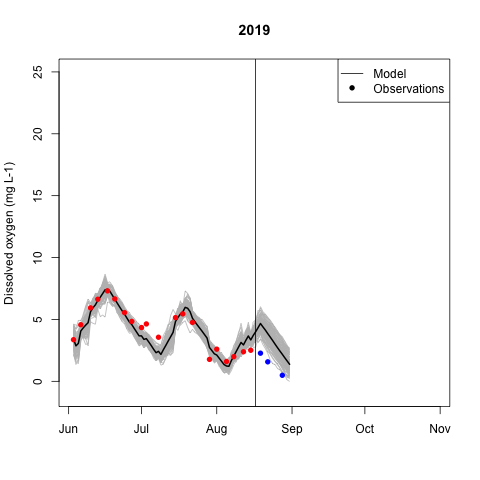 2019
Model
Observations
Dissolved oxygen (mg L-1)
25
20
15
10
5
0
Jun Jul Aug Sep Oct Nov